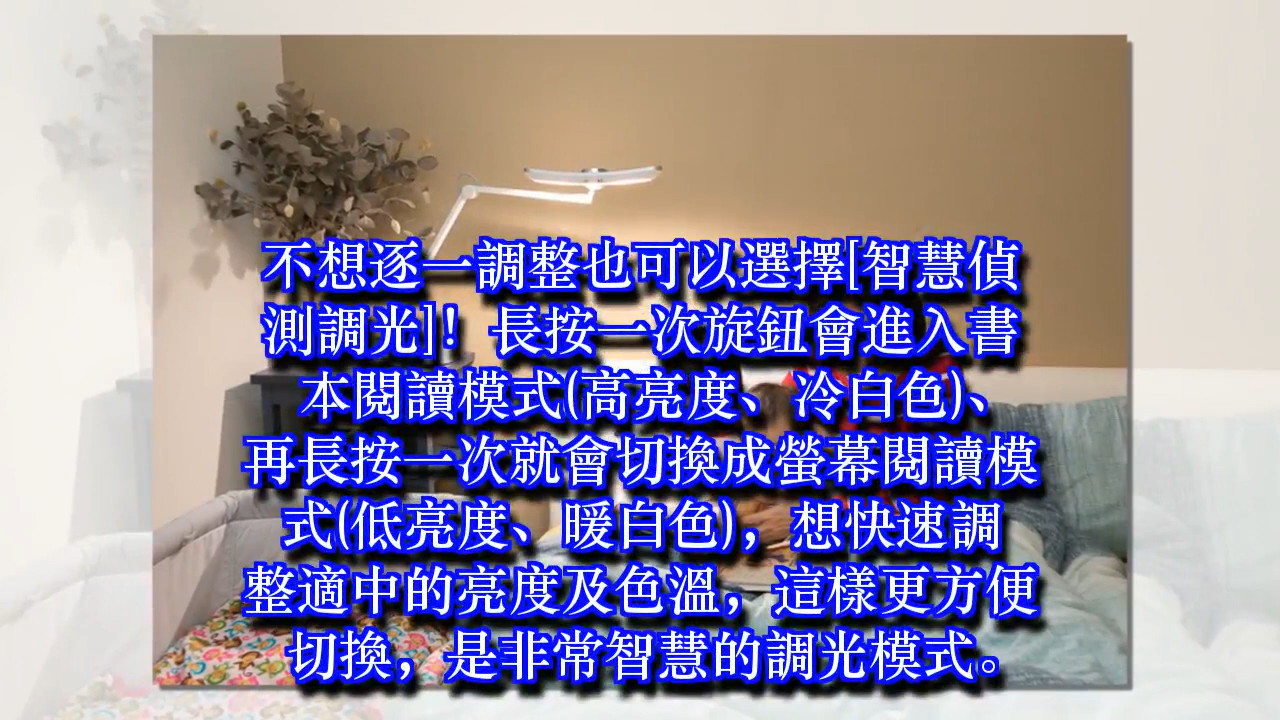 不想逐一調整也可以選擇[智慧偵
測調光]！長按一次旋鈕會進入書
本閱讀模式(高亮度、冷白色)、
再長按一次就會切換成螢幕閱讀模
式(低亮度、暖白色)，想快速調
整適中的亮度及色溫，這樣更方便
切換，是非常智慧的調光模式。